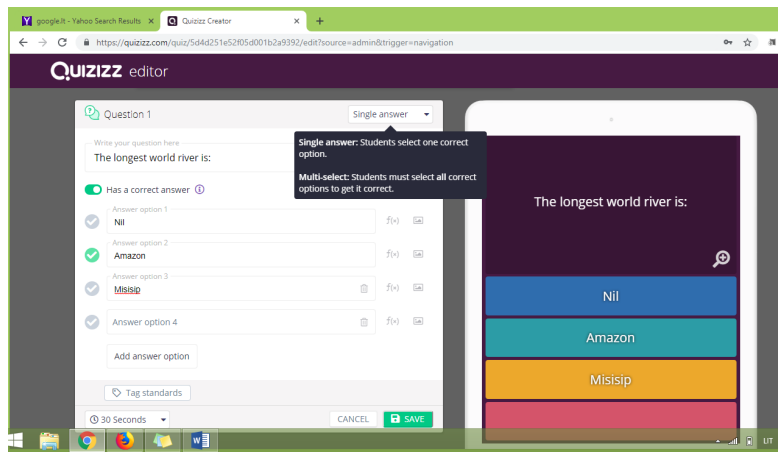 google.lt - Yahoo Search Results
Quizizz Creator
https://quizizz.com/quiz/5d4d251e52f05d001b2a9392/edit?source=admin&trigger=navigation
QUIZIZZ editor
Question 1
Single answer
Write your question here
The longest world river is:
Single answer: Students select one correct
option.
Multi-select: Students must select all correct
options to get it correct.
Has a correct answer
Answer option 1
Nil
f(x)
Answer option 2
Amazon
f(x)
Answer option 3
Misisip
f(x)
Answer option 4
f(x)
Add answer option
Tag standards
30 Seconds
CANCEL
SAVE
The longest world river is:
Nil
Amazon
Misisip
LIT